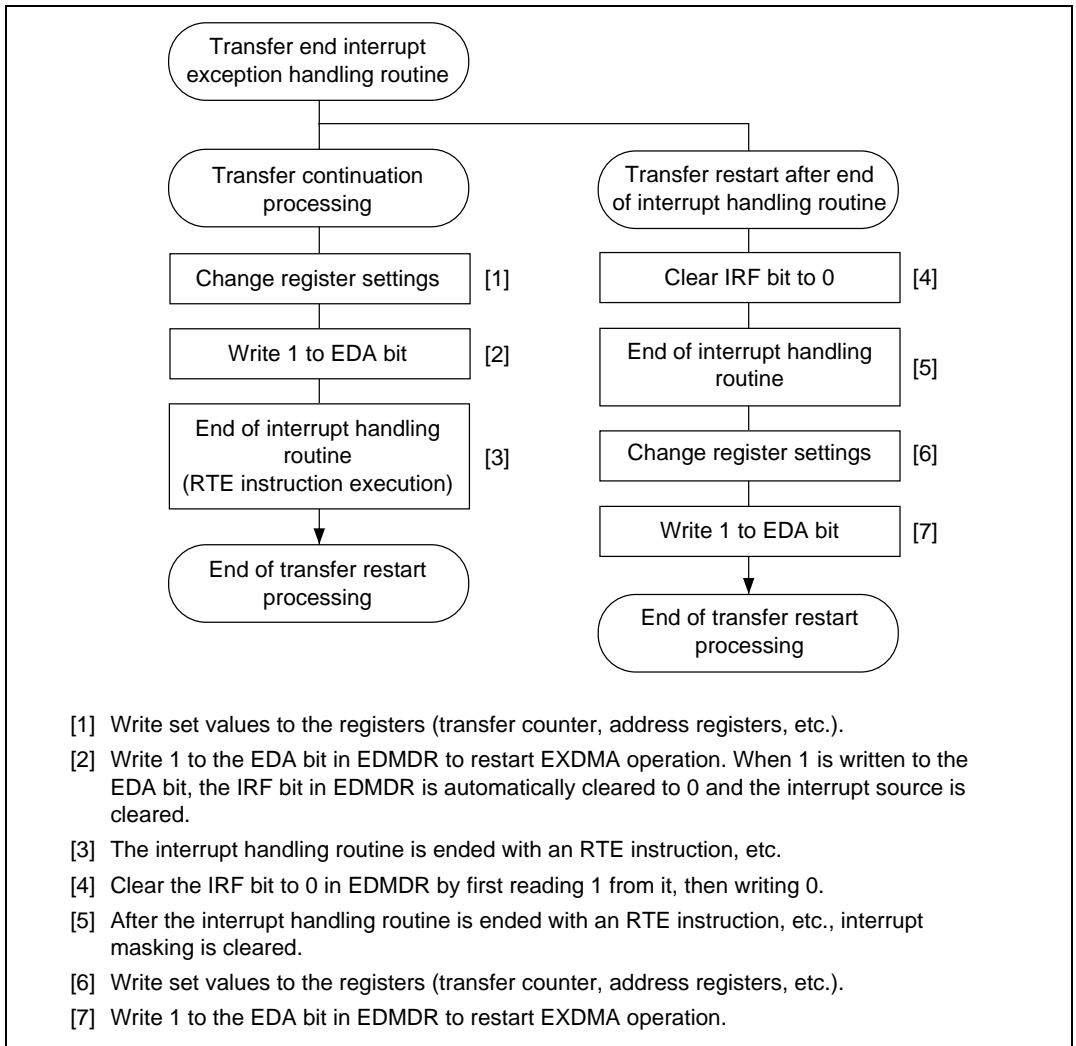 Transfer end interrupt
exception handling routine
Transfer continuation
processing
Change register settings [1]
Write 1 to EDA bit [2]
End of interrupt handling
routine
(RTE instruction execution) [3]
End of transfer restart
processing
Transfer restart after end
of interrupt handling routine
Clear IRF bit to 0 [4]
End of interrupt handling
routine [5]
Change register settings [6]
Write 1 to EDA bit [7]
End of transfer restart
processing
[1] Write set values to the registers (transfer counter, address registers, etc.).
[2] Write 1 to the EDA bit in EDMDR to restart EXDMA operation. When 1 is written to the
EDA bit, the IRF bit in EDMDR is automatically cleared to 0 and the interrupt source is
cleared.
[3] The interrupt handling routine is ended with an RTE instruction, etc.
[4] Clear the IRF bit to 0 in EDMDR by first reading 1 from it, then writing 0.
[5] After the interrupt handling routine is ended with an RTE instruction, etc., interrupt
masking is cleared.
[6] Write set values to the registers (transfer counter, address registers, etc.).
[7] Write 1 to the EDA bit in EDMDR to restart EXDMA operation.